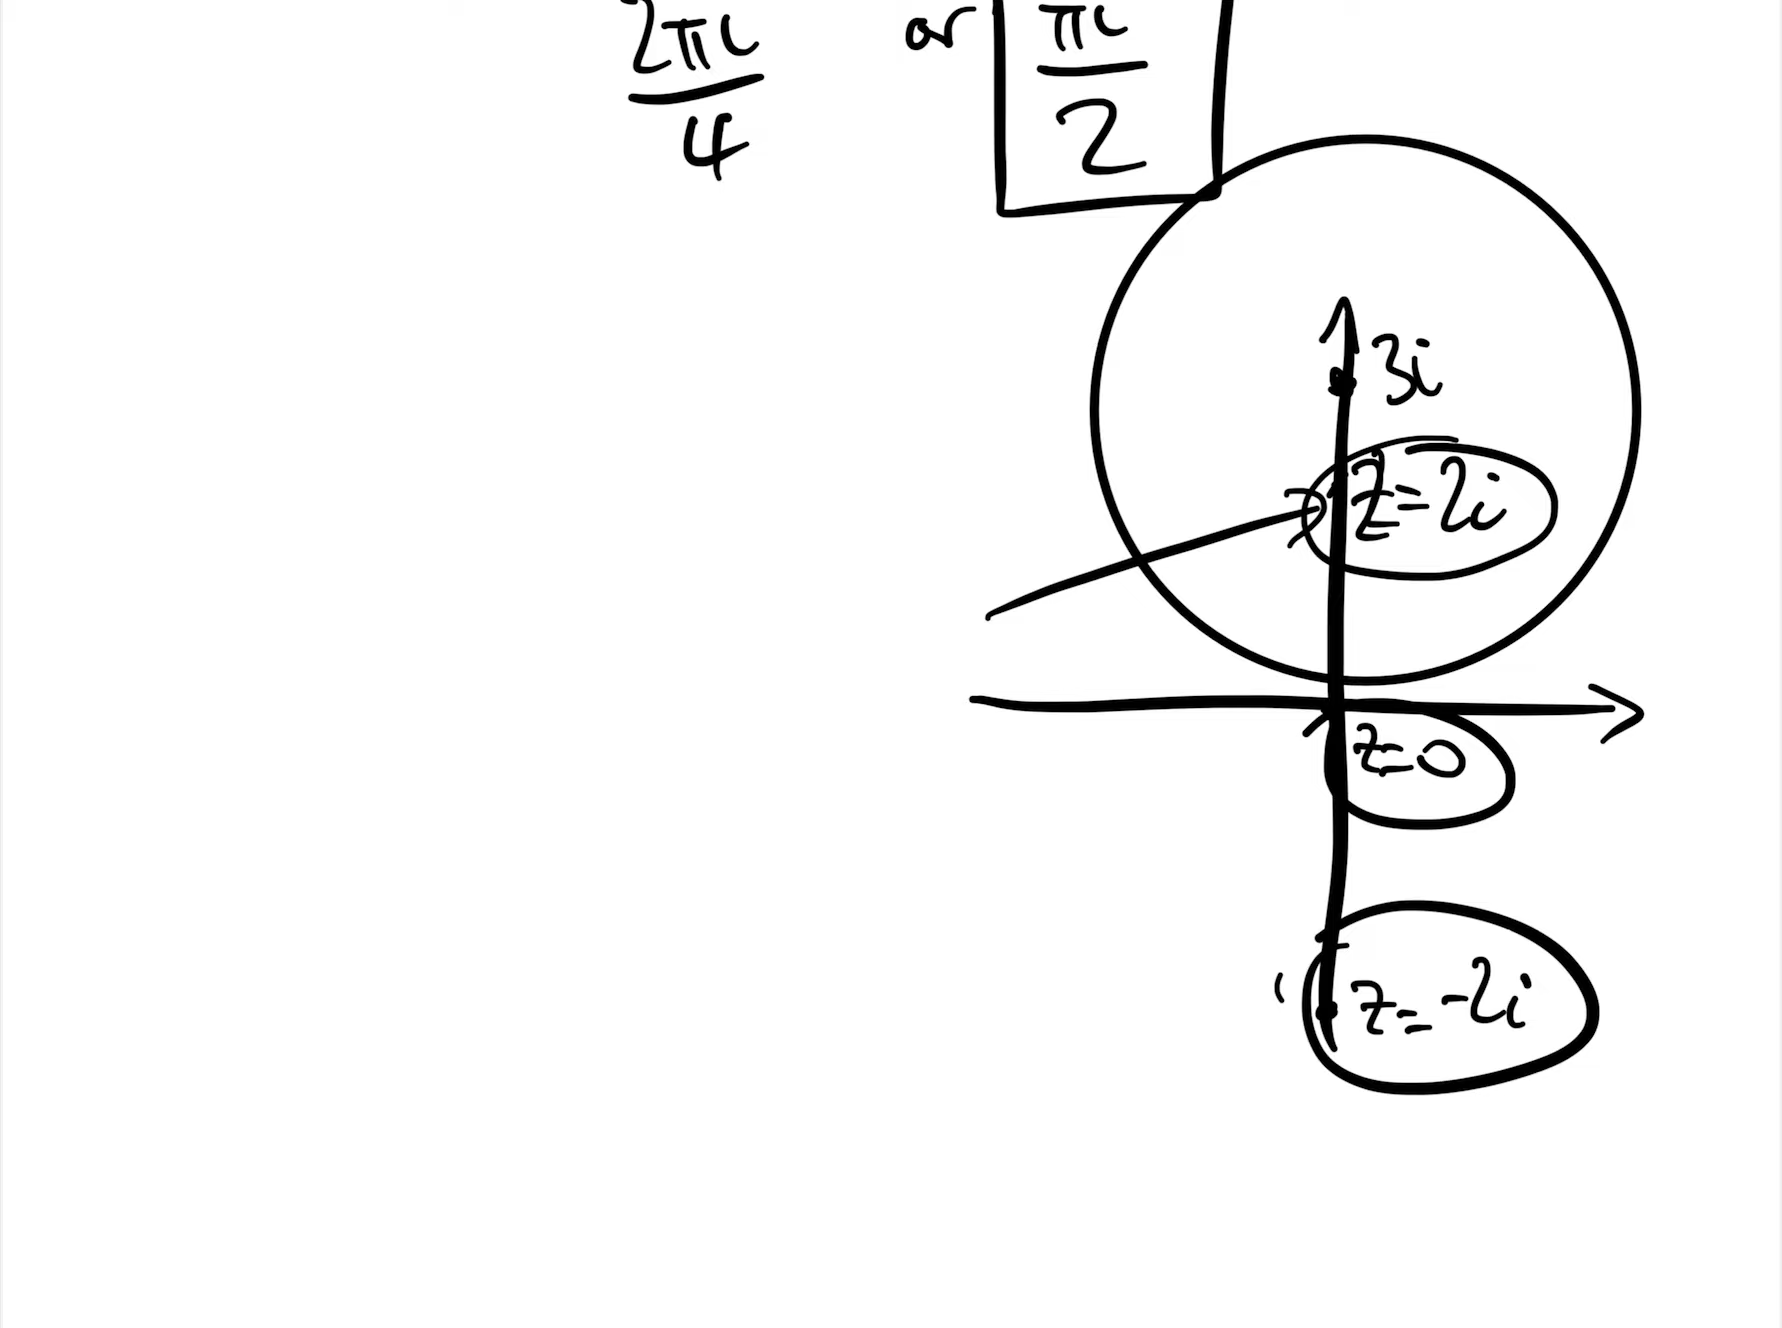 2πi/4 or πi/2
3i
z=2i
z=0
z=-2i